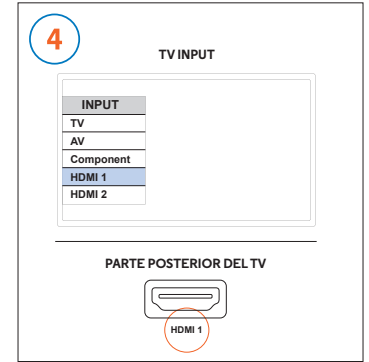 4
TV INPUT
INPUT
TV
AV
Component
HDMI 1
HDMI 2
PARTE POSTERIOR DEL TV
HDMI 1